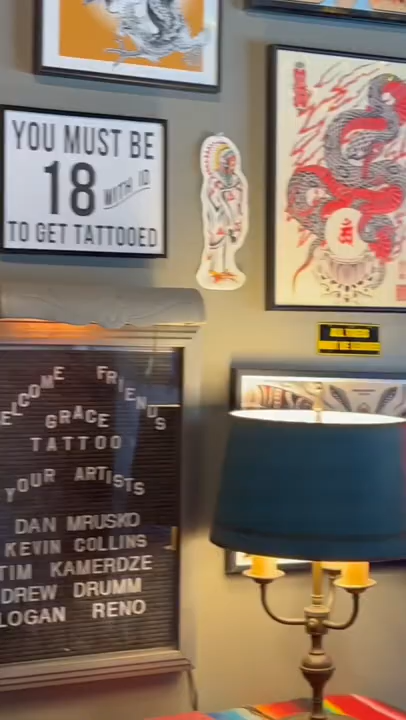 YOU MUST BE
18 WITH ID
TO GET TATTOOED
WELCOME FRIENDS
GRACE
TATTOO
YOUR ARTISTS
DAN MRUSKO
KEVIN COLLINS
TIM KAMERDZE
DREW DRUMM
LOGAN RENO